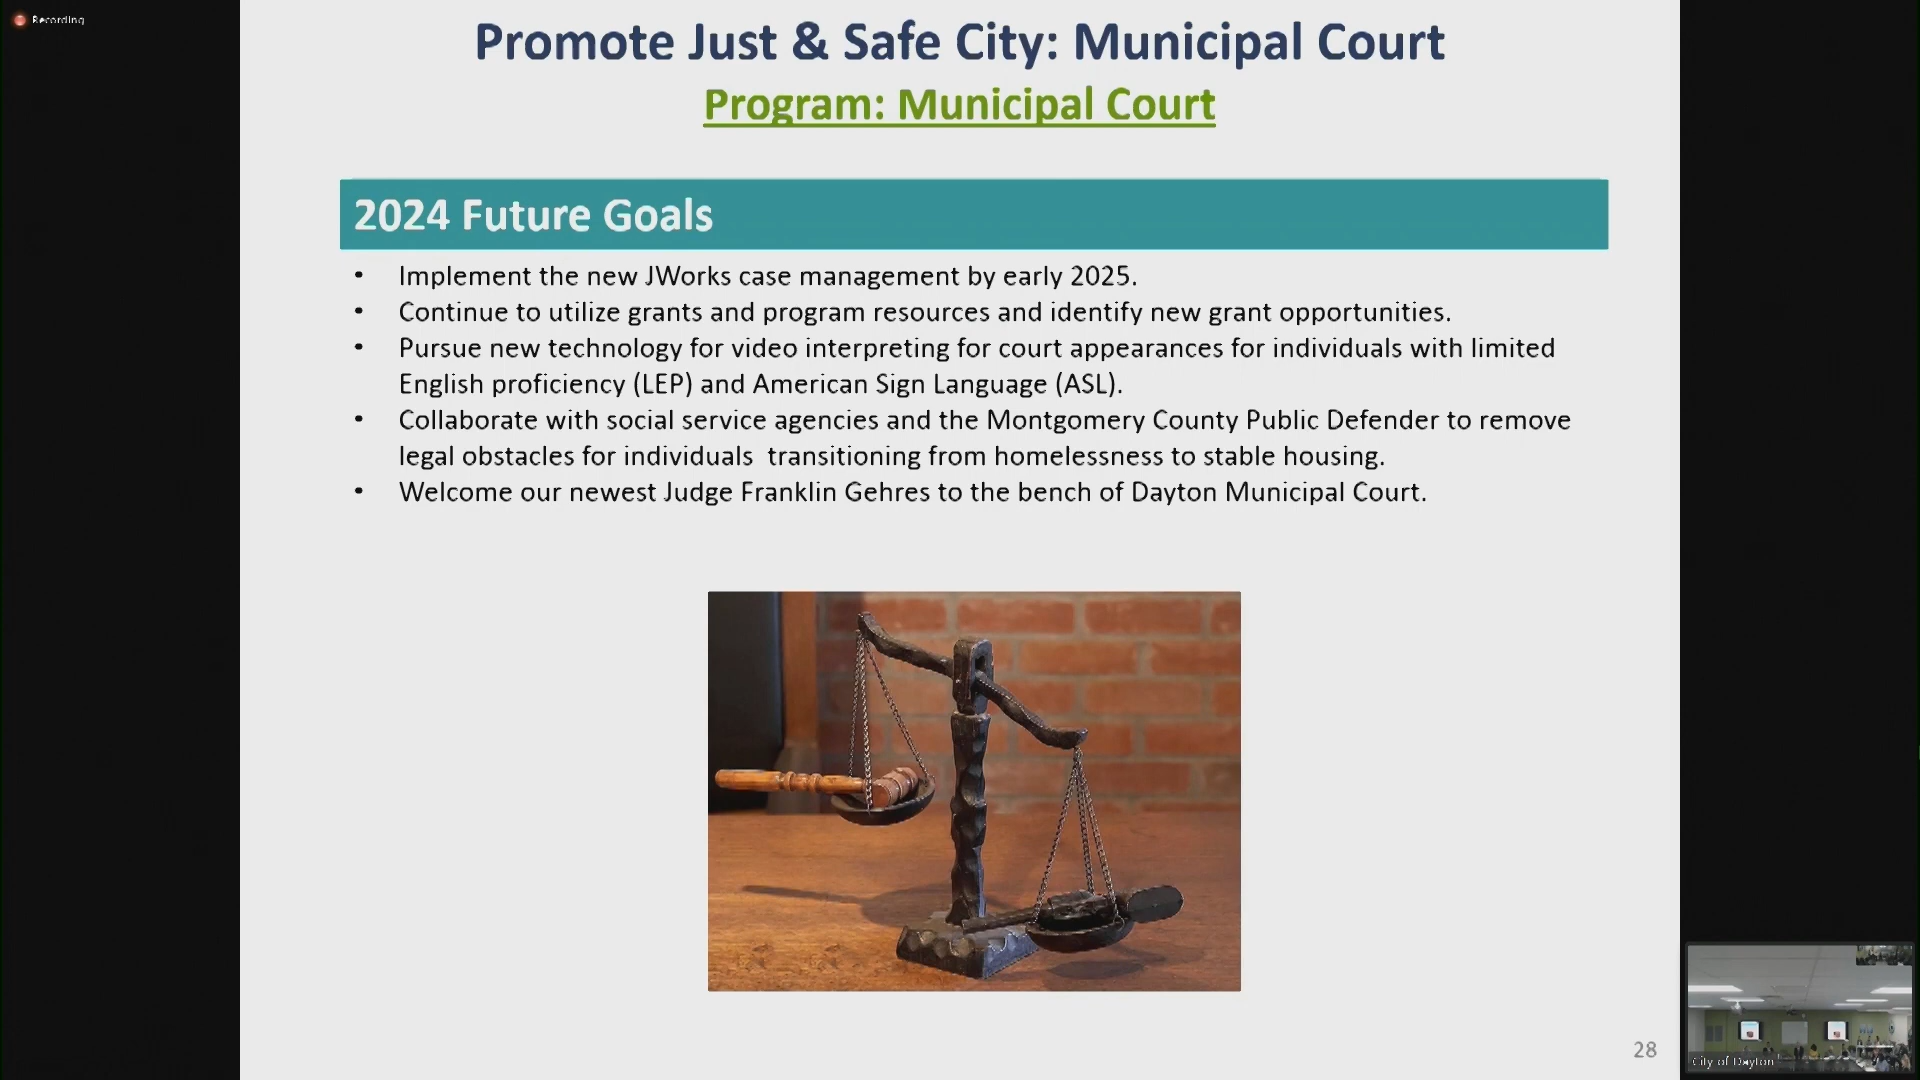 Recording
Promote Just & Safe City: Municipal Court
Program: Municipal Court
2024 Future Goals
• Implement the new JWorks case management by early 2025.
• Continue to utilize grants and program resources and identify new grant opportunities.
• Pursue new technology for video interpreting for court appearances for individuals with limited
English proficiency (LEP) and American Sign Language (ASL).
• Collaborate with social service agencies and the Montgomery County Public Defender to remove
legal obstacles for individuals  transitioning from homelessness to stable housing.
• Welcome our newest Judge Franklin Gehres to the bench of Dayton Municipal Court.
28
City of Dayton